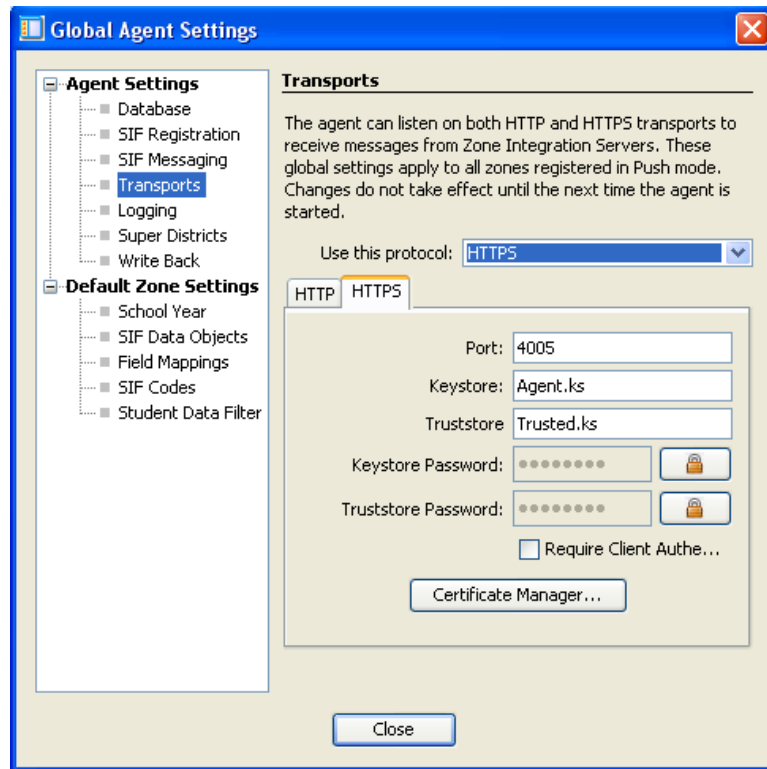 Global Agent Settings
Agent Settings
Database
SIF Registration
SIF Messaging
Transports
Logging
Super Districts
Write Back
Default Zone Settings
School Year
SIF Data Objects
Field Mappings
SIF Codes
Student Data Filter
Transports
The agent can listen on both HTTP and HTTPS transports to
receive messages from Zone Integration Servers. These
global settings apply to all zones registered in Push mode.
Changes do not take effect until the next time the agent is
started.
Use this protocol: HTTPS
HTTP HTTPS
Port: 4005
Keystore: Agent.ks
Truststore Trusted.ks
Keystore Password: ••••••••
Truststore Password: ••••••••
Require Client Authe...
Certificate Manager...
Close